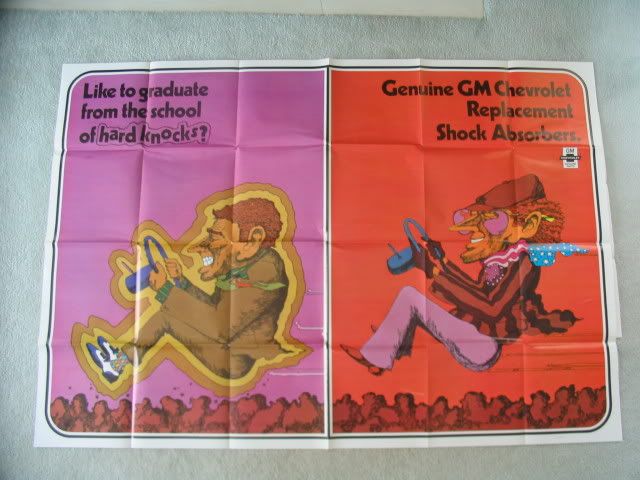 Like to graduate
from the school
of hard knocks?
Genuine GM Chevrolet
Replacement
Shock Absorbers.
GM